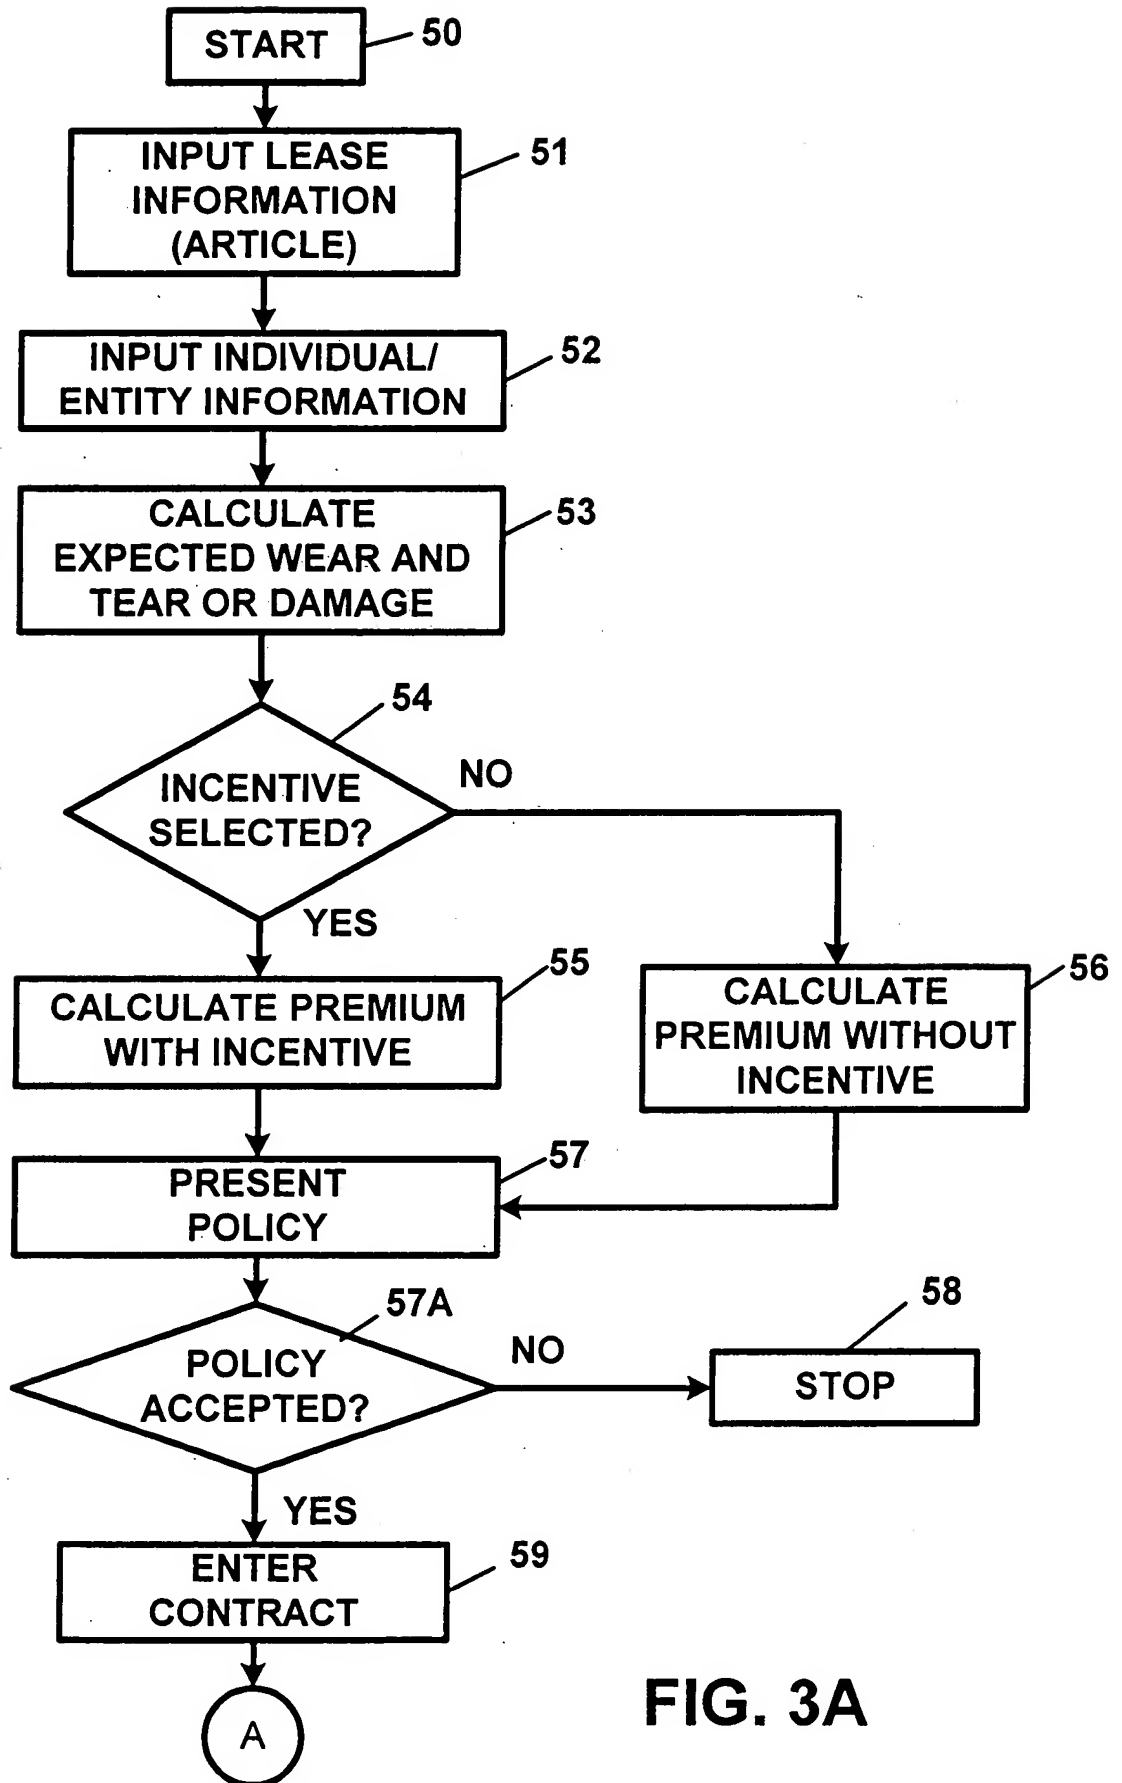 START
50
INPUT LEASE
INFORMATION
(ARTICLE)
51
INPUT INDIVIDUAL/
ENTITY INFORMATION
52
CALCULATE
EXPECTED WEAR AND
TEAR OR DAMAGE
53
54
INCENTIVE
SELECTED?
NO
YES
CALCULATE PREMIUM
WITH INCENTIVE
55
CALCULATE
PREMIUM WITHOUT
INCENTIVE
56
PRESENT
POLICY
57
57A
POLICY
ACCEPTED?
NO
58
STOP
YES
ENTER
CONTRACT
59
A
FIG. 3A